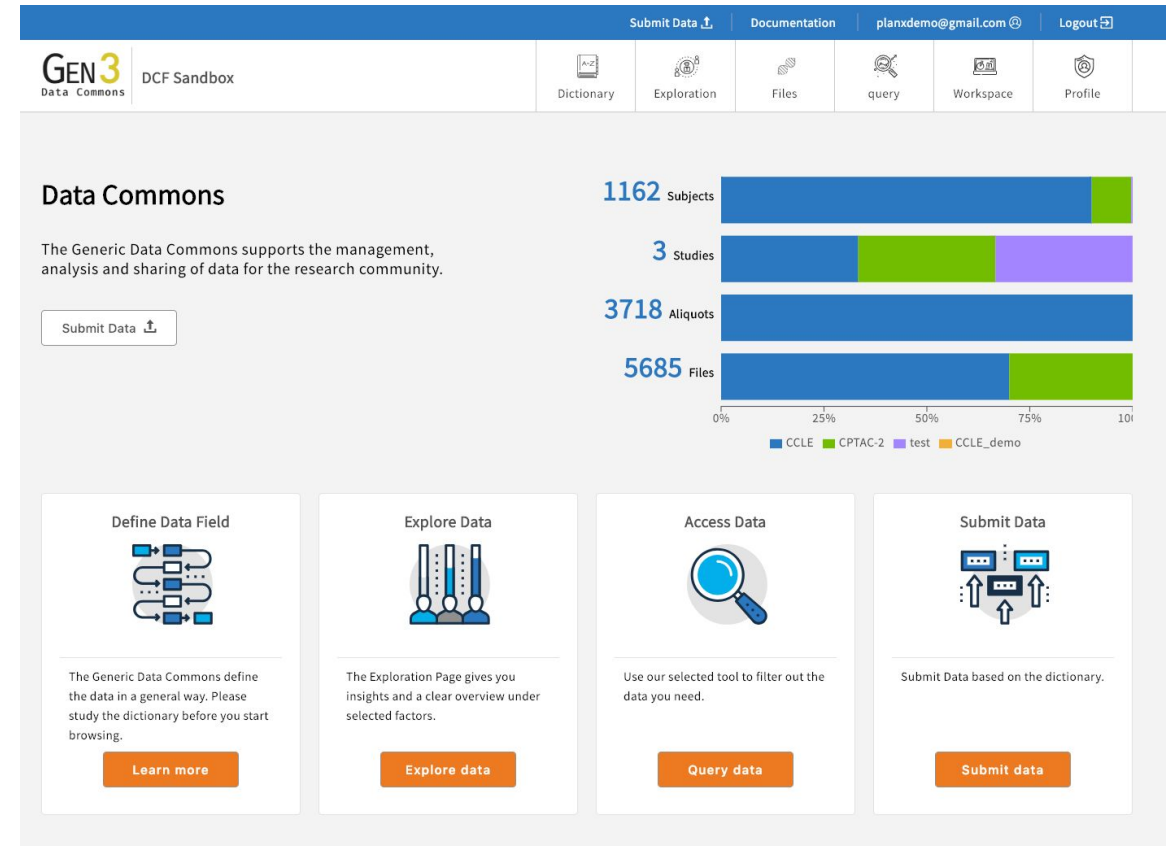 Submit Data
Documentation
planxdemo@gmail.com
Logout
GEN3
Data Commons
DCF Sandbox
A-Z
Dictionary
Exploration
Files
query
Workspace
Profile
Data Commons
The Generic Data Commons supports the management,
analysis and sharing of data for the research community.
Submit Data
1162 Subjects
3 Studies
3718 Aliquots
5685 Files
0% 25% 50% 75% 10
CCLE CPTAC-2 test CCLE_demo
Define Data Field
The Generic Data Commons define
the data in a general way. Please
study the dictionary before you start
browsing.
Learn more
Explore Data
The Exploration Page gives you
insights and a clear overview under
selected factors.
Explore data
Access Data
Use our selected tool to filter out the
data you need.
Query data
Submit Data
Submit Data based on the dictionary.
Submit data